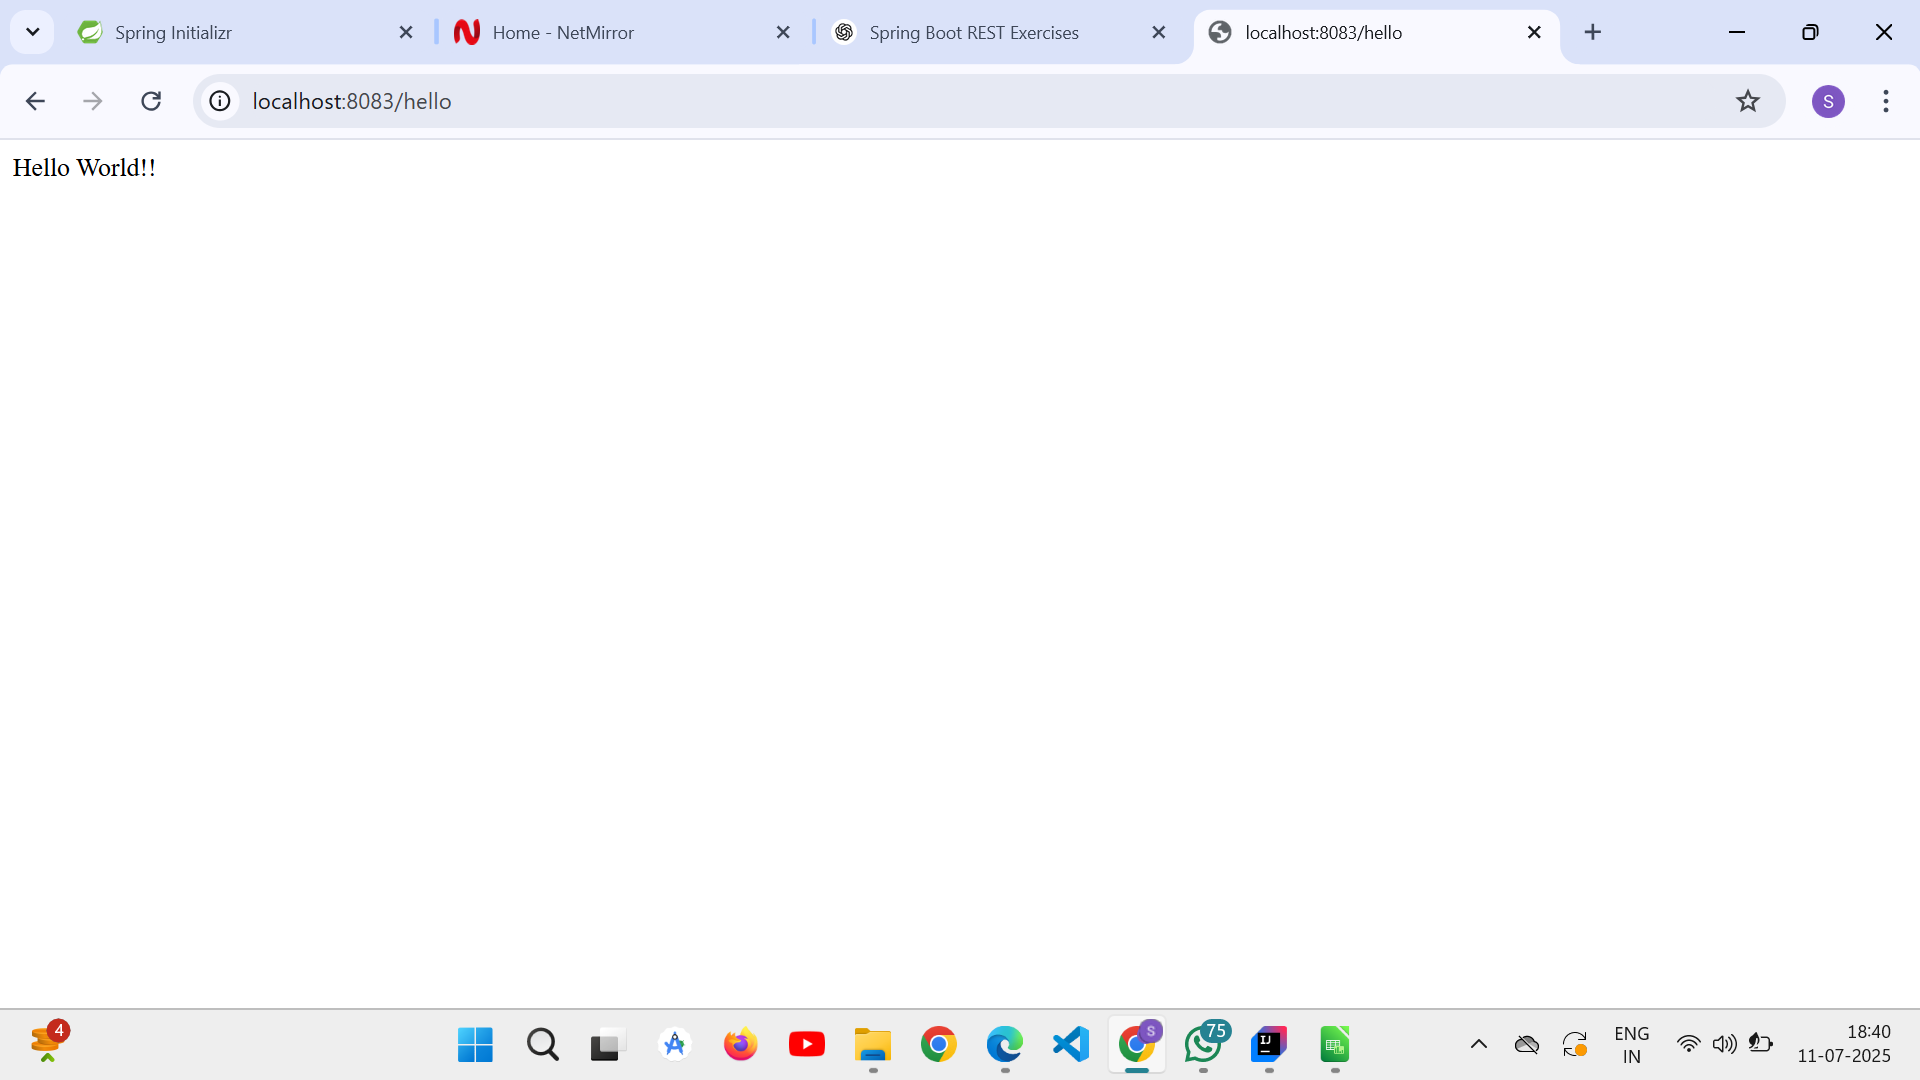 Spring Initializr
Home - NetMirror
Spring Boot REST Exercises
localhost:8083/hello
localhost:8083/hello
S
Hello World!!
4
S
75
IJ
ENG
IN
18:40
11-07-2025